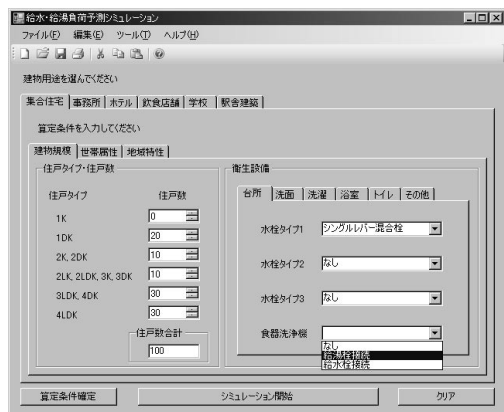 給水・給湯負荷予測シミュレーション
ファイル(F) 編集(E) ツール(T) ヘルプ(H)
建物用途を選んでください
集合住宅 事務所 ホテル 飲食店舗 学校 駅舎建築
算定条件を入力してください
建物規模 世帯属性 地域特性
住戸タイプ・住戸数
住戸タイプ 住戸数
1K 0
1DK 20
2K, 2DK 10
2LK, 2LDK, 3K, 3DK 10
3LDK, 4DK 30
4LDK 30
住戸数合計
100
衛生設備
台所 洗面 洗濯 浴室 トイレ その他
水栓タイプ1 シングルレバー混合栓
水栓タイプ2 なし
水栓タイプ3 なし
食器洗浄機
なし
給湯栓接続
給水栓接続
算定条件確定 シミュレーション開始 クリア